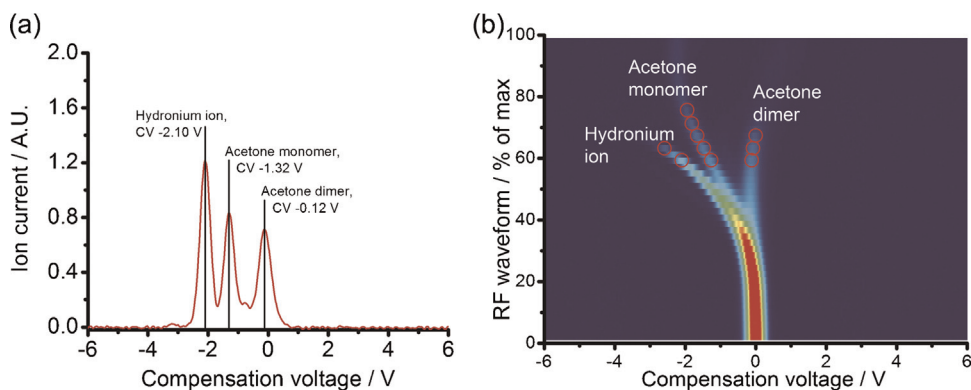 (a)
2.0
1.6
1.2
0.8
0.4
0.0
Ion current / A.U.
Hydronium ion,
CV -2.10 V
Acetone monomer,
CV -1.32 V
Acetone dimer,
CV -0.12 V
-6
-4
-2
0
2
4
6
Compensation voltage / V
(b)
100
80
60
40
20
0
RF waveform / % of max
Acetone
monomer
Acetone
dimer
Hydronium
ion
-6
-4
-2
0
2
4
6
Compensation voltage / V